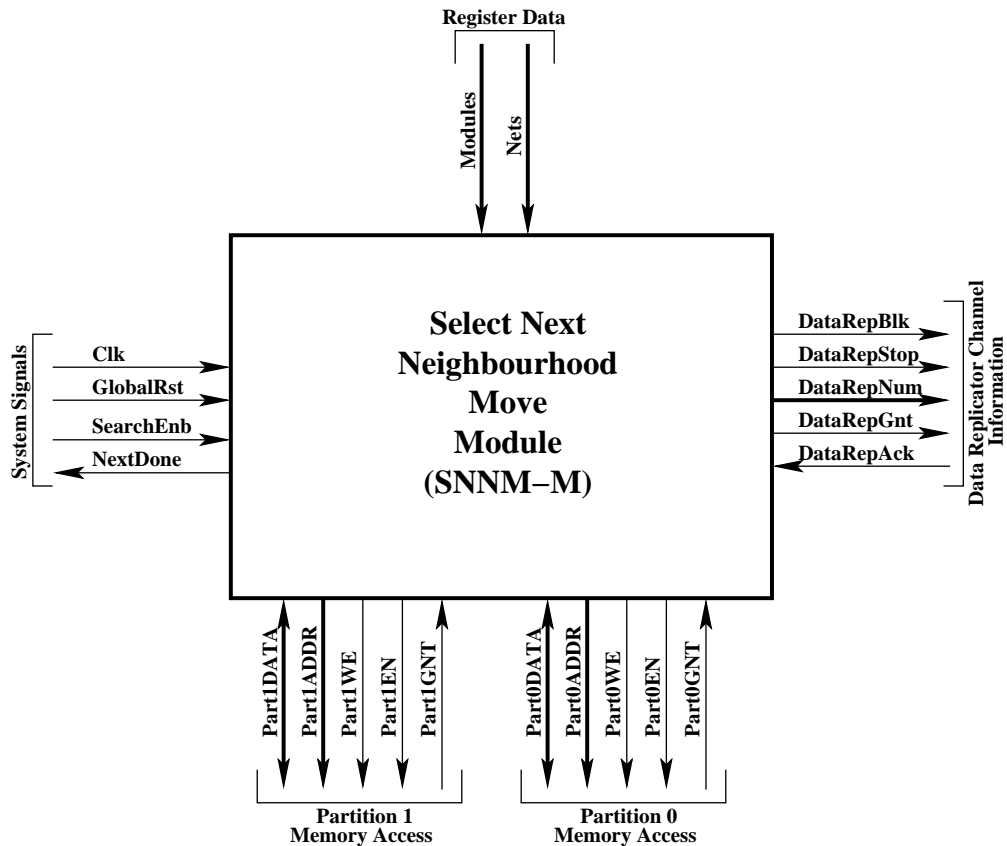 Register Data
Modules
Nets
System Signals
Clk
GlobalRst
SearchEnb
NextDone
Select Next
Neighbourhood
Move
Module
(SNNM−M)
DataRepBlk
DataRepStop
DataRepNum
DataRepGnt
DataRepAck
Data Replicator Channel
Information
Part1DATA
Part1ADDR
Part1WE
Part1EN
Part1GNT
Part0DATA
Part0ADDR
Part0WE
Part0EN
Part0GNT
Partition 1
Memory Access
Partition 0
Memory Access